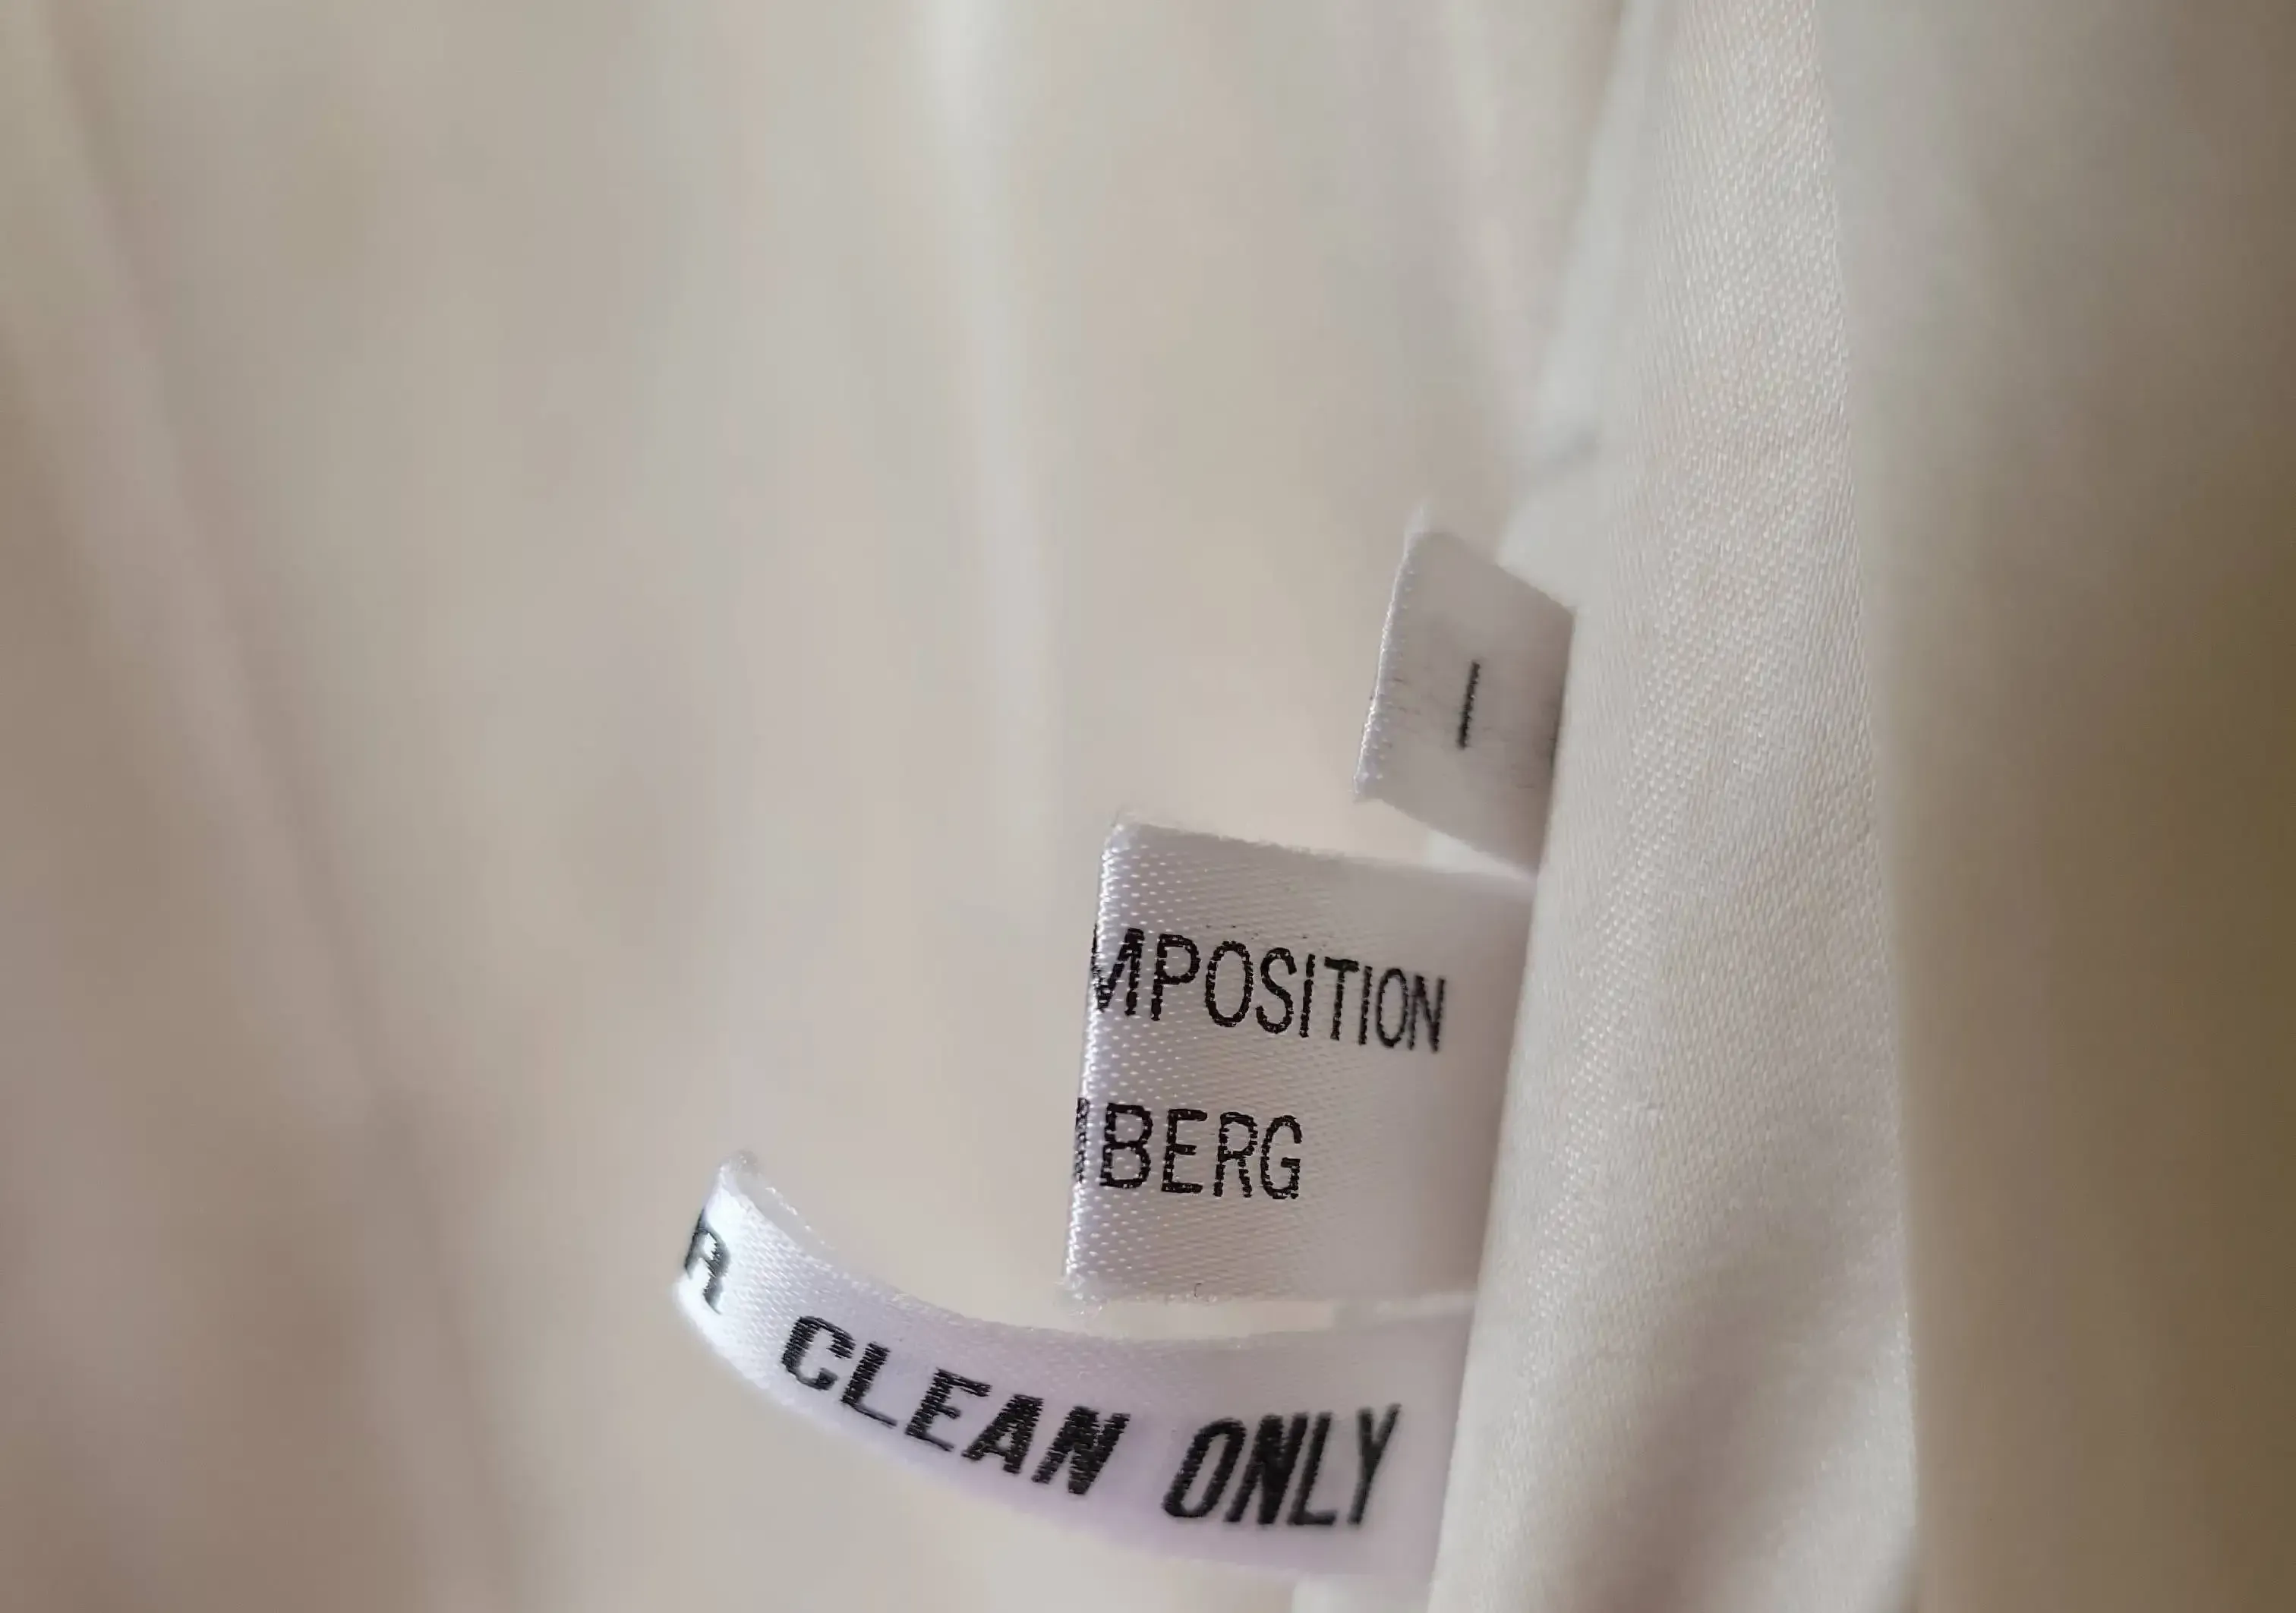 I
MPOSITION
BERG
R CLEAN ONLY